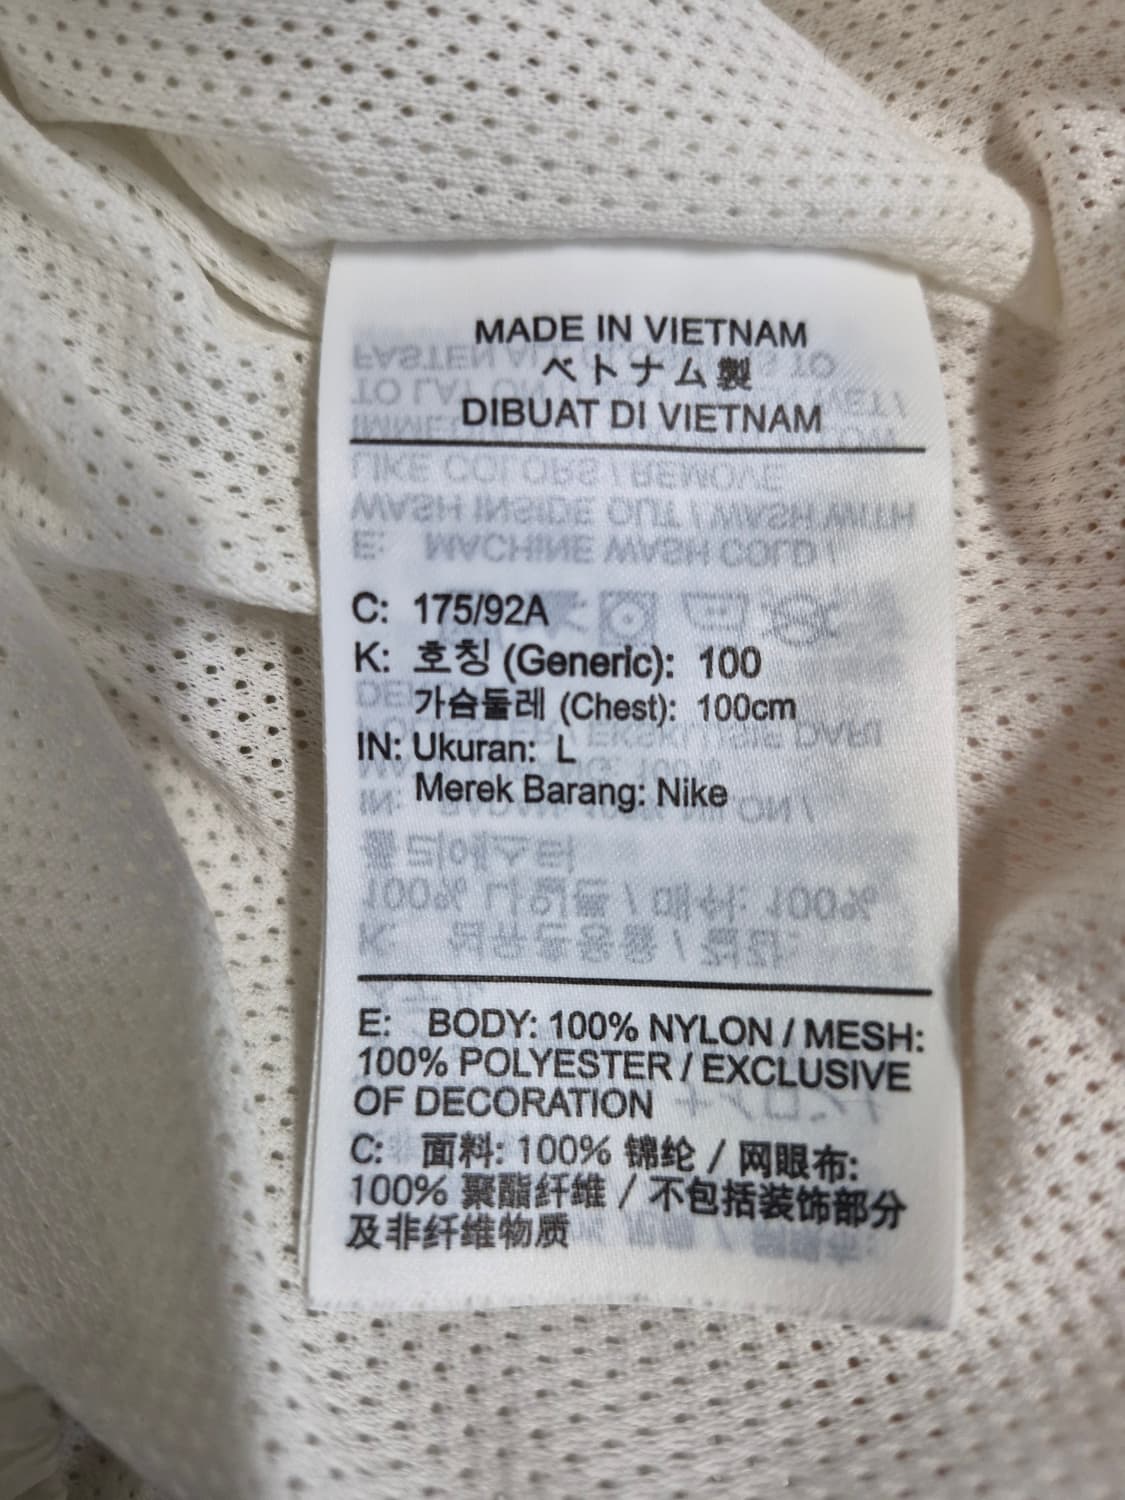 MADE IN VIETNAM
ベトナム製
DIBUAT DI VIETNAM
C: 175/92A
K: 호칭 (Generic): 100
가슴둘레 (Chest): 100cm
IN: Ukuran: L
Merek Barang: Nike
E: BODY: 100% NYLON / MESH:
100% POLYESTER / EXCLUSIVE
OF DECORATION
C: 面料: 100% 锦纶 / 网眼布:
100% 聚酯纤维 / 不包括装饰部分
及非纤维物质